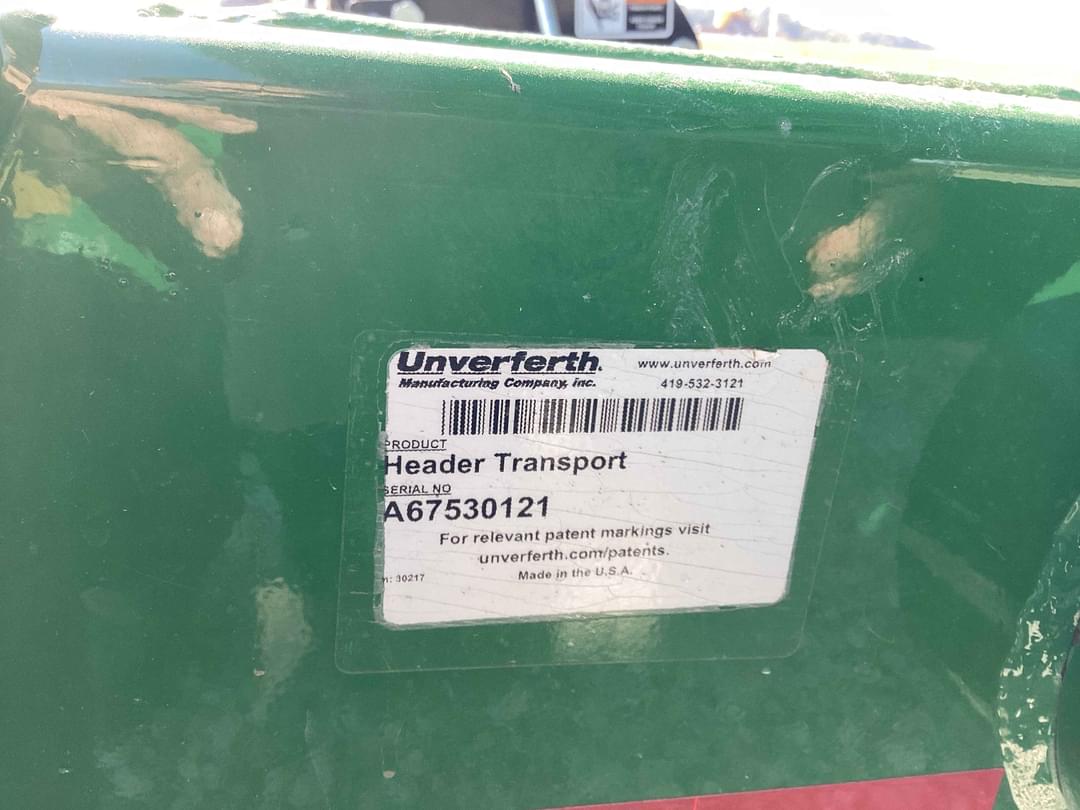 Unverferth.
Manufacturing Company, Inc.
www.unverferth.com
419-532-3121
PRODUCT
Header Transport
SERIAL NO
A67530121
For relevant patent markings visit
unverferth.com/patents.
Made in the U.S.A.
n: 30217